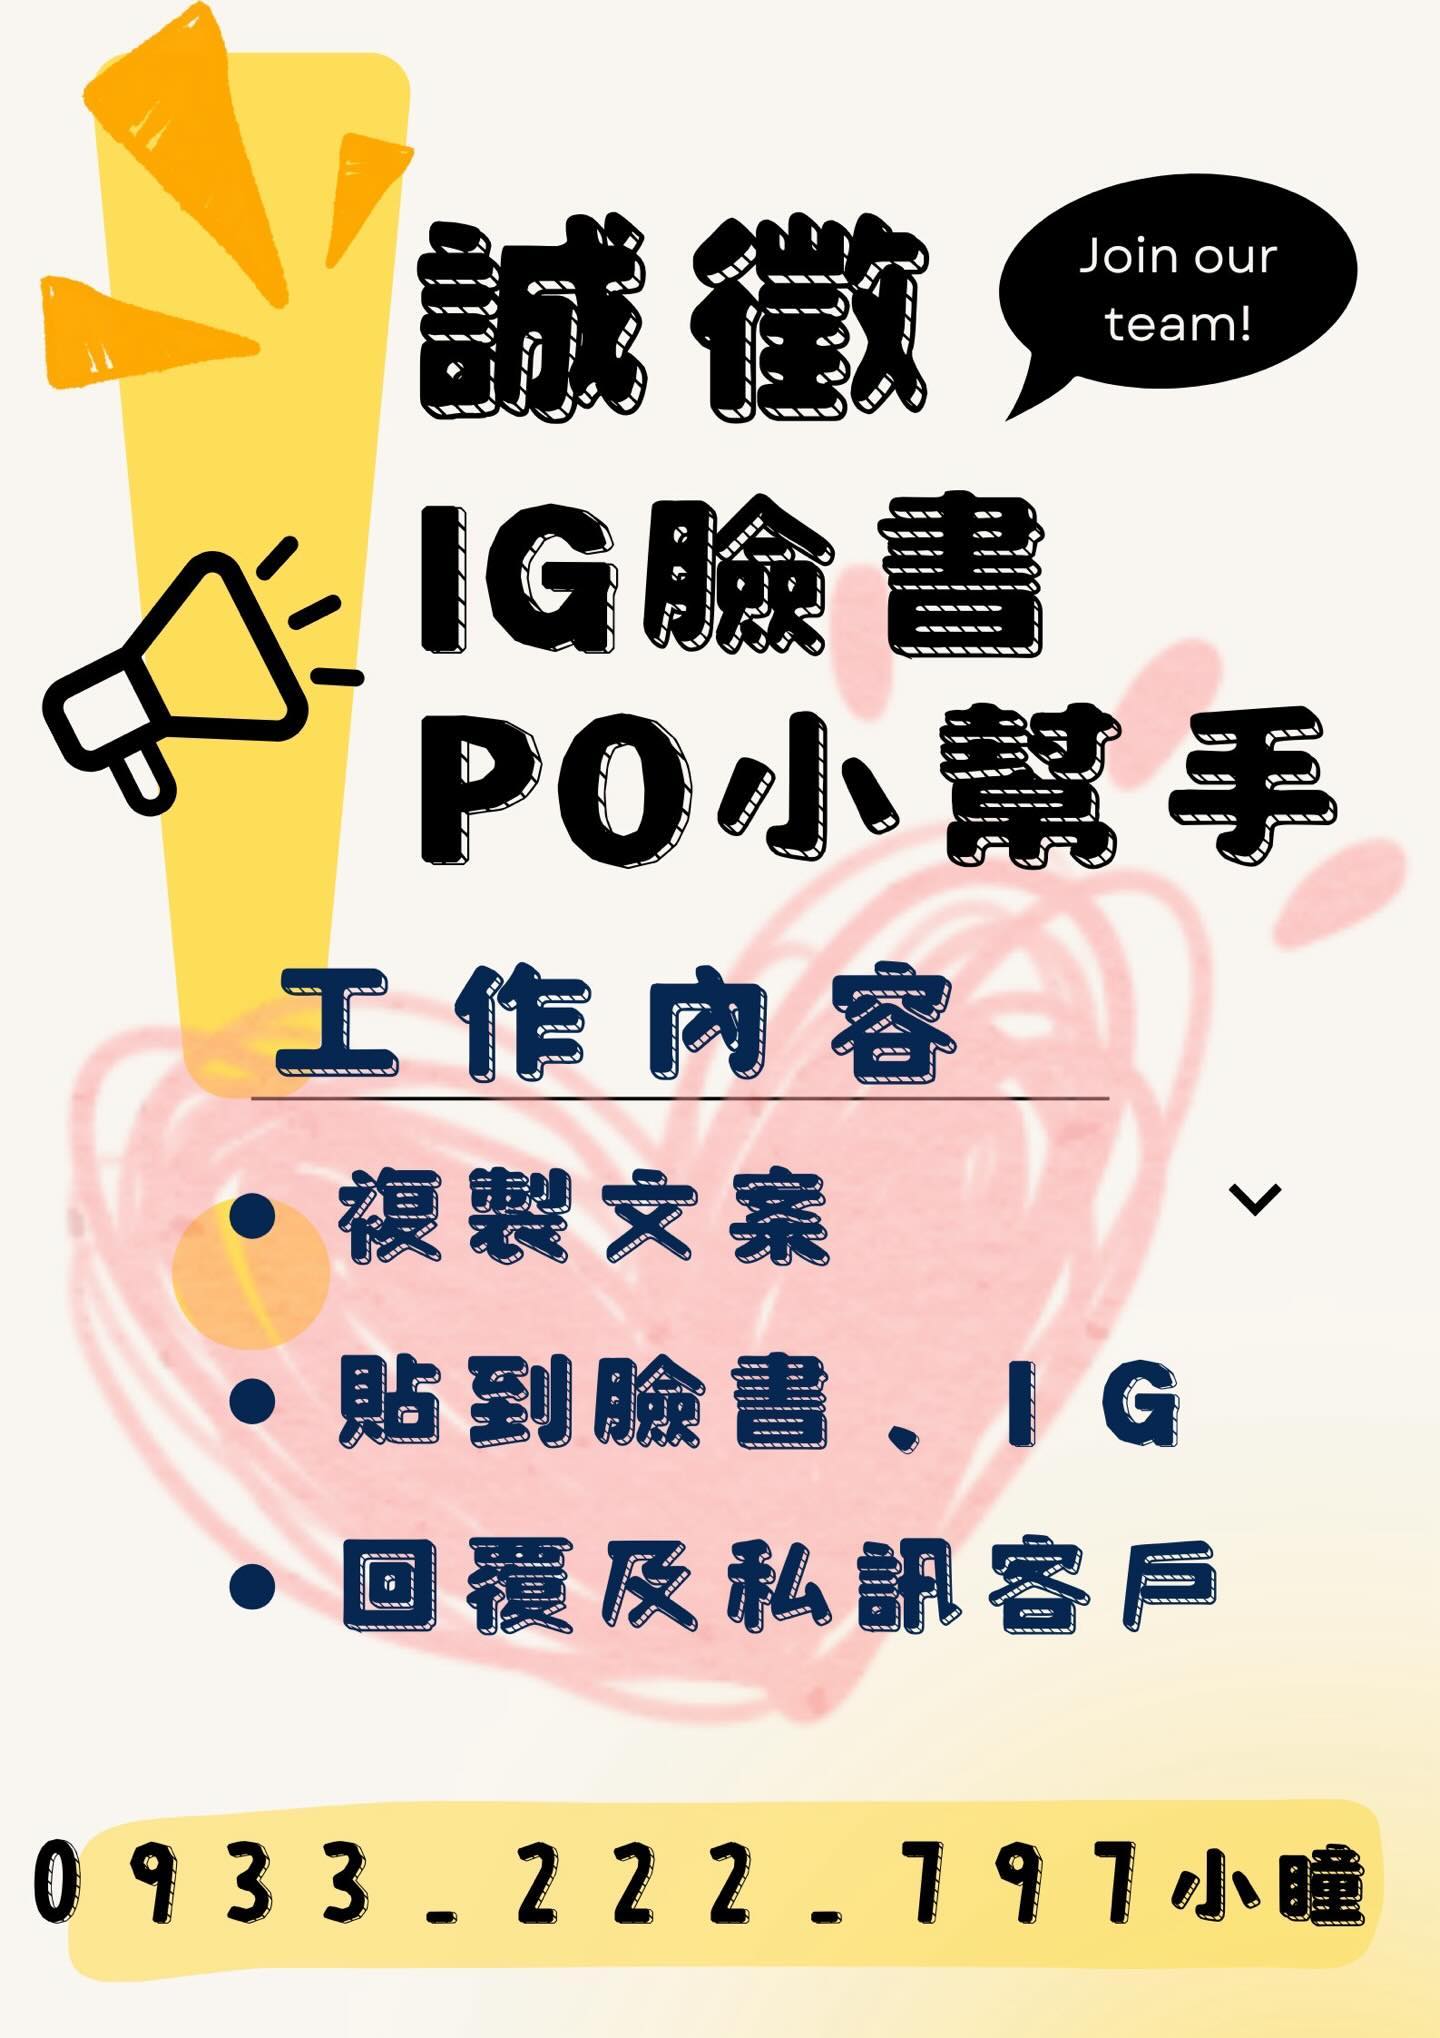 誠徵
Join our
team!
IG臉書
PO小幫手
工作內容
• 複製文案
• 貼到臉書、IG
• 回覆及私訊客戶
0933_222_797小瞳